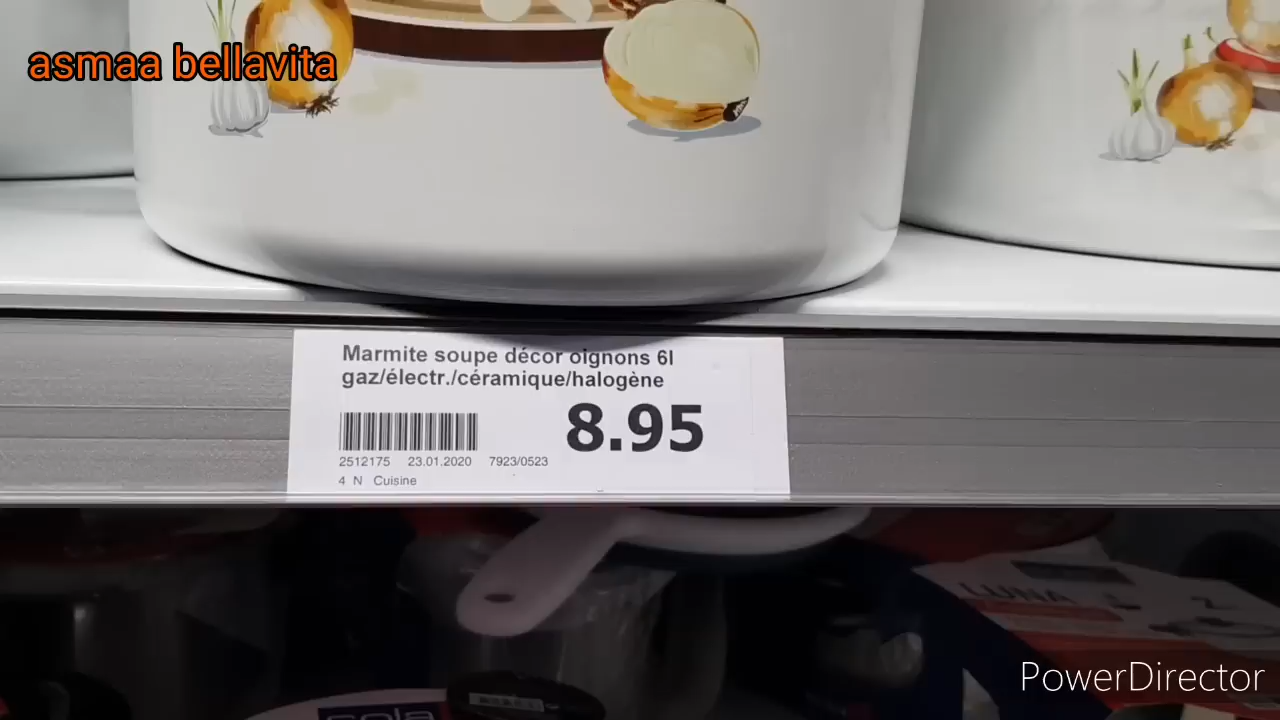 asmaa bellavita
Marmite soupe décor oignons 6l
gaz/électr./céramique/halogène
8.95
2512175 23.01.2020 7923/0523
4 N Cuisine
LUNA
PowerDirector